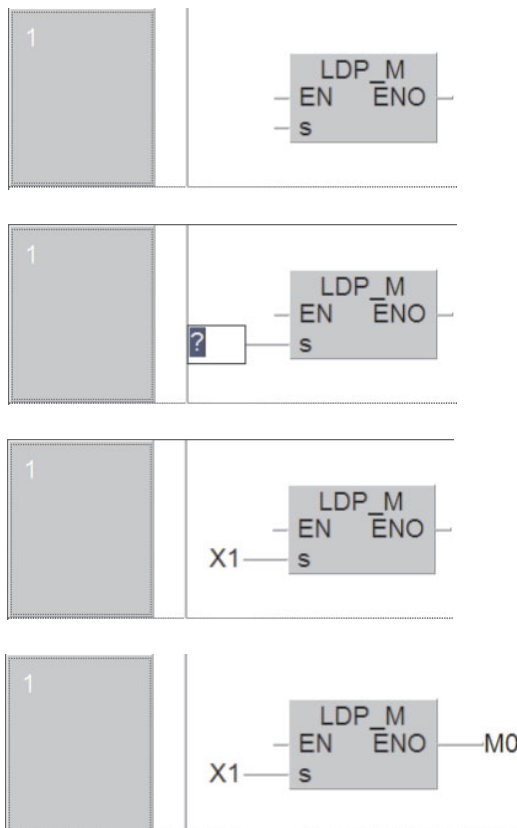 1
LDP_M
EN ENO
s
1
LDP_M
EN ENO
? s
1
LDP_M
EN ENO
X1 s
1
LDP_M
EN ENO M0
X1 s